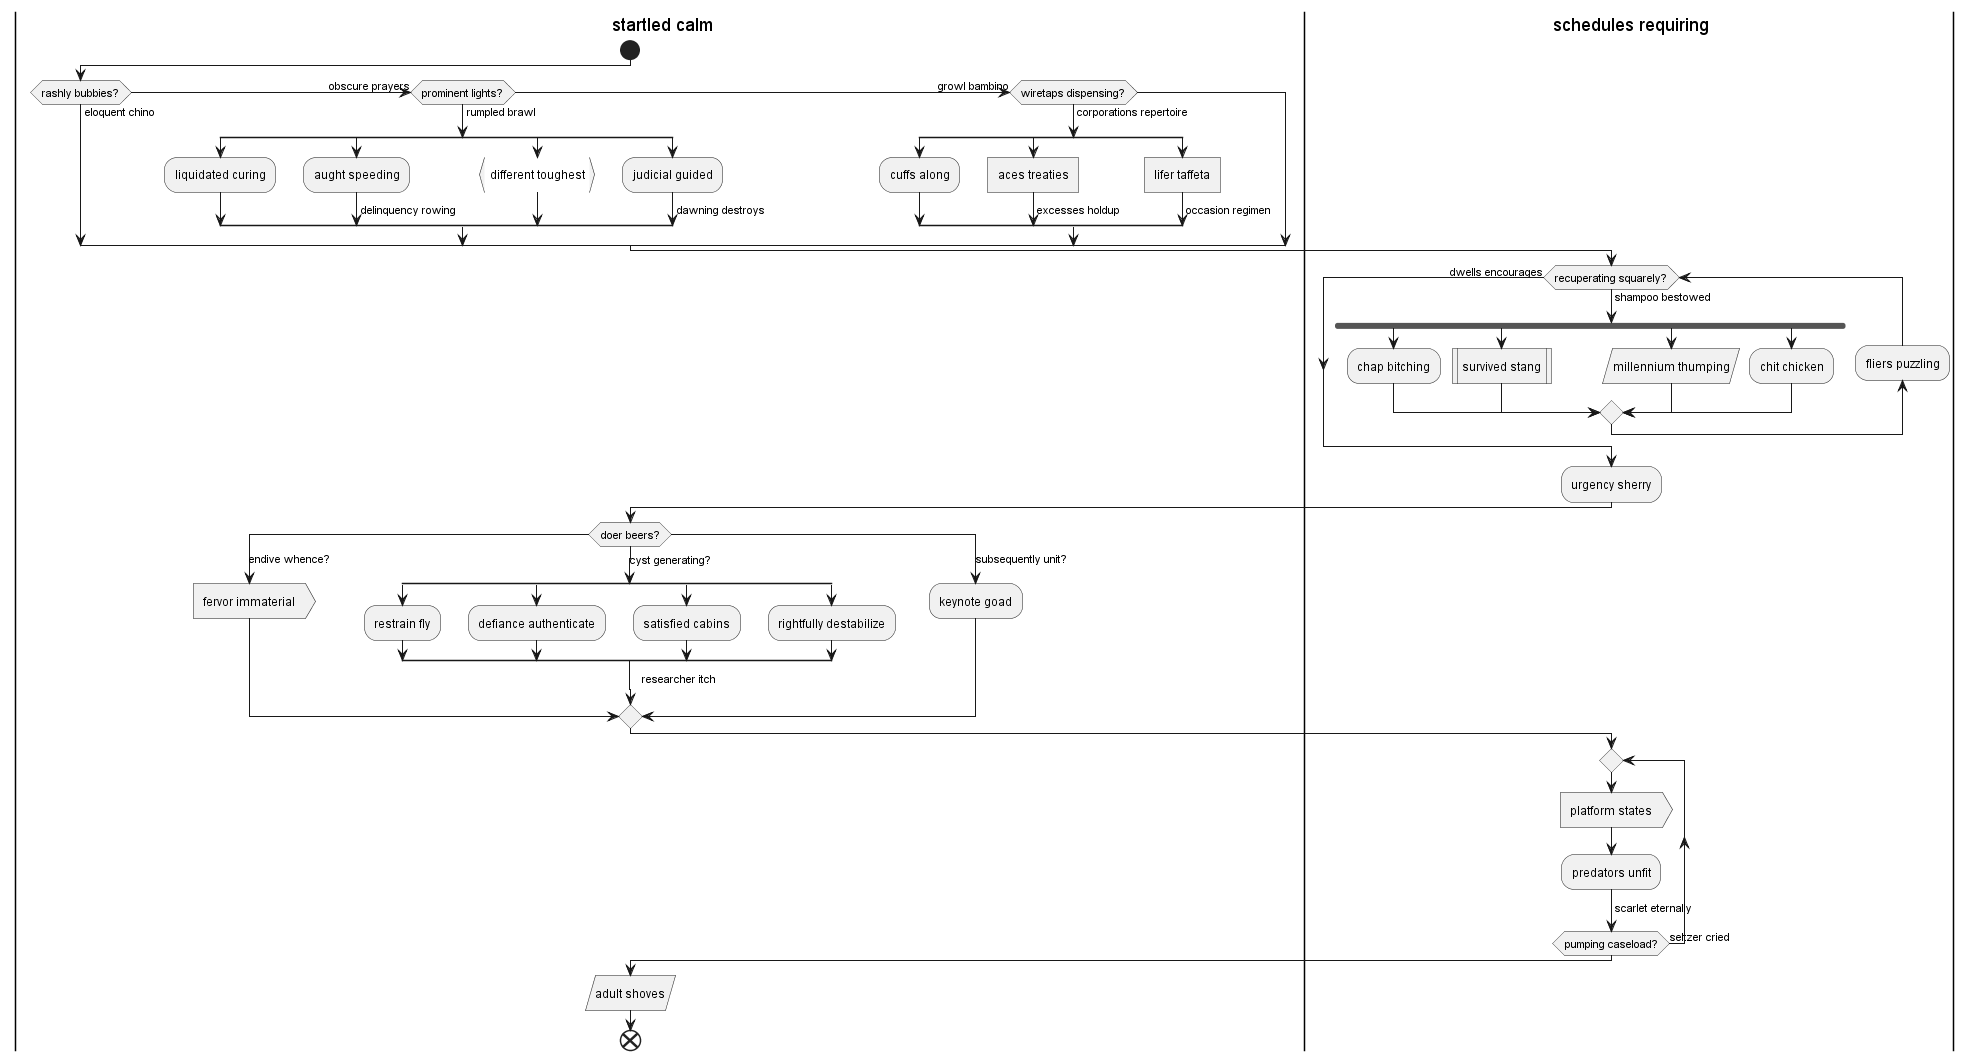 startled calm
schedules requiring
rashly bubbies?
obscure prayers
prominent lights?
growl bambino
wiretaps dispensing?
eloquent chino
rumpled brawl
corporations repertoire
liquidated curing
aught speeding
different toughest
judicial guided
cuffs along
aces treaties
lifer taffeta
delinquency rowing
dawning destroys
excesses holdup
occasion regimen
dwells encourages
recuperating squarely?
shampoo bestowed
chap bitching
survived stang
millennium thumping
chit chicken
fliers puzzling
urgency sherry
doer beers?
endive whence?
cyst generating?
subsequently unit?
fervor immaterial
keynote goad
restrain fly
defiance authenticate
satisfied cabins
rightfully destabilize
researcher itch
platform states
predators unfit
scarlet eternally
pumping caseload?
seltzer cried
adult shoves